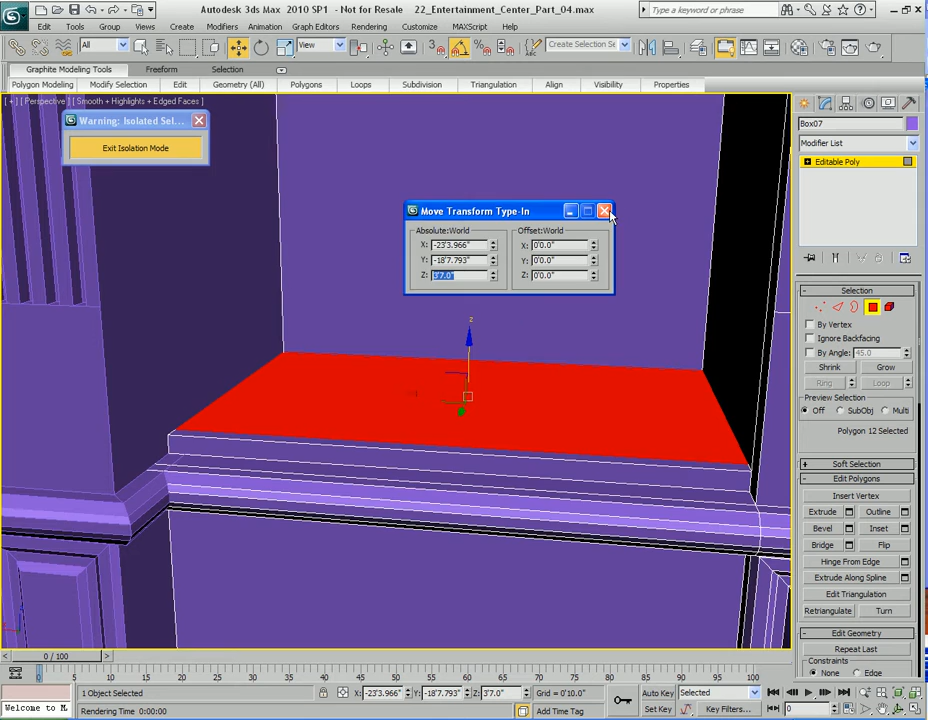 Autodesk 3ds Max 2010 SP1 - Not for Resale 22_Entertainment_Center_Part_04.max
Type a keyword or phrase
Edit Tools Group Views Create Modifiers Animation Graph Editors Rendering Customize MAXScript Help
All
View
Create Selection Se
Graphite Modeling Tools Freeform Selection
Polygon Modeling Modify Selection Edit Geometry (All) Polygons Loops Subdivision Triangulation Align Visibility Properties
[ + ] [ Perspective ] [ Smooth + Highlights + Edged Faces ]
Warning: Isolated Sel...
Exit Isolation Mode
Move Transform Type-In
Absolute:World
X: -23'3.966"
Y: -18'7.793"
Z: 3'7.0"
Offset:World
X: 0'0.0"
Y: 0'0.0"
Z: 0'0.0"
z
Box07
Modifier List
Editable Poly
Selection
By Vertex
Ignore Backfacing
By Angle: 45.0
Shrink Grow
Ring Loop
Preview Selection
Off SubObj Multi
Polygon 12 Selected
Soft Selection
Edit Polygons
Insert Vertex
Extrude Outline
Bevel Inset
Bridge Flip
Hinge From Edge
Extrude Along Spline
Edit Triangulation
Retriangulate Turn
Edit Geometry
Repeat Last
Constraints
None Edge
0 / 100
0 5 10 15 20 25 30 35 40 45 50 55 60 65 70 75 80 85 90 95 100
1 Object Selected
X: -23'3.966" Y: -18'7.793" Z: 3'7.0" Grid = 0'10.0"
Auto Key Selected
Welcome to M
Rendering Time: 0:00:00
Add Time Tag
Set Key Key Filters...
0